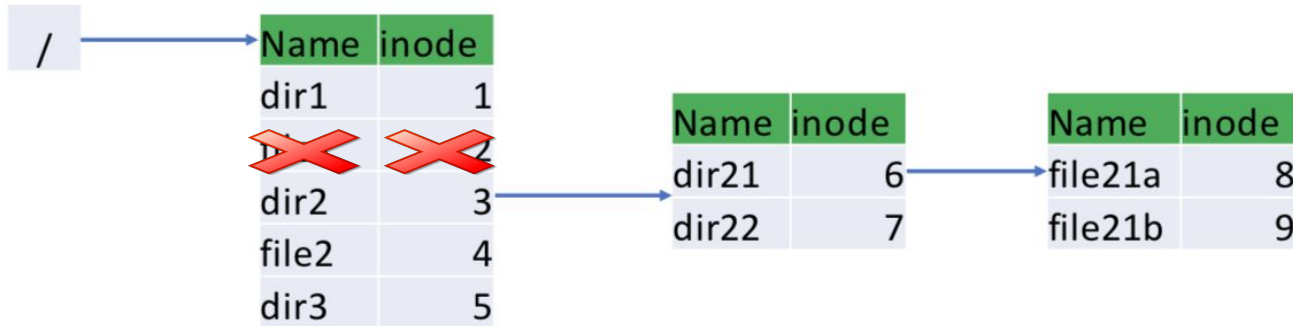 /
Name inode
dir1 1
2
dir2 3
file2 4
dir3 5
Name inode
dir21 6
dir22 7
Name inode
file21a 8
file21b 9